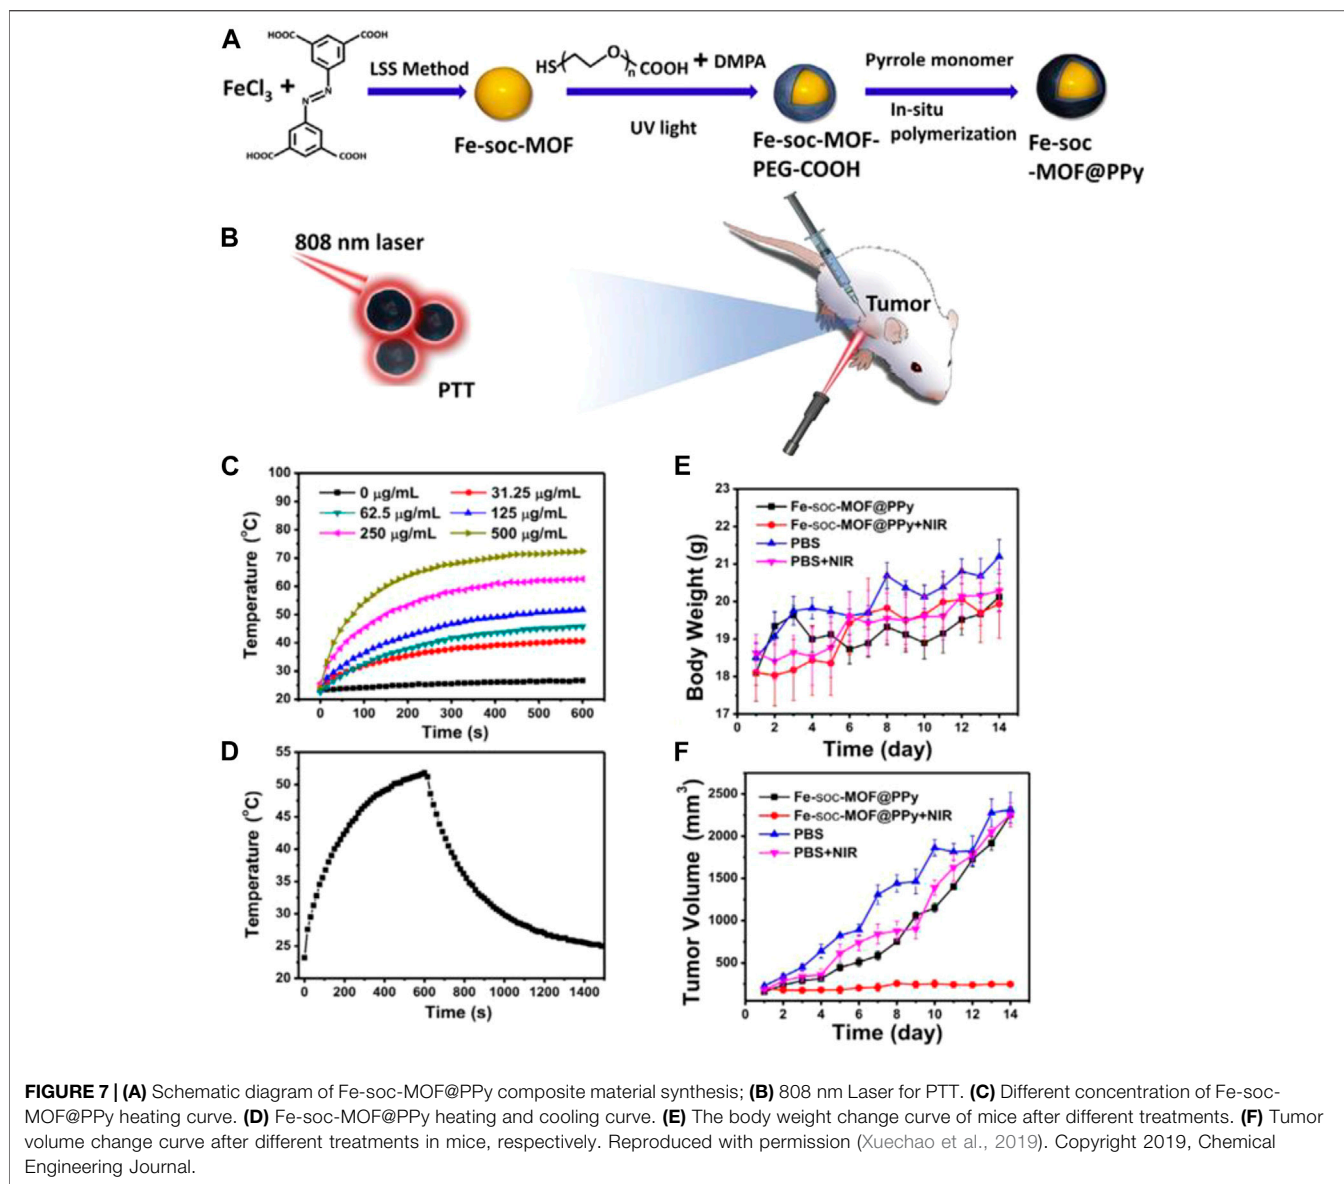 A
HOOC
COOH
N
N
HOOC
COOH
FeCl3 +
LSS Method
Fe-soc-MOF
HS
O
n COOH + DMPA
UV light
Fe-soc-MOF-
PEG-COOH
Pyrrole monomer
In-situ
polymerization
Fe-soc
-MOF@PPy
B
808 nm laser
PTT
Tumor
C
100
90
80
70
60
50
40
30
20
0 μg/mL
31.25 μg/mL
62.5 μg/mL
125 μg/mL
250 μg/mL
500 μg/mL
Temperature (°C)
0 100 200 300 400 500 600
Time (s)
D
55
50
45
40
35
30
25
20
Temperature (°C)
0 200 400 600 800 1000 1200 1400
Time (s)
E
23
22
21
20
19
18
17
Fe-soc-MOF@PPy
Fe-soc-MOF@PPy+NIR
PBS
PBS+NIR
Body Weight (g)
0 2 4 6 8 10 12 14
Time (day)
F
2500
2000
1500
1000
500
Fe-soc-MOF@PPy
Fe-soc-MOF@PPy+NIR
PBS
PBS+NIR
Tumor Volume (mm3)
0 2 4 6 8 10 12 14
Time (day)
FIGURE 7 | (A) Schematic diagram of Fe-soc-MOF@PPy composite material synthesis; (B) 808 nm Laser for PTT. (C) Different concentration of Fe-soc-
MOF@PPy heating curve. (D) Fe-soc-MOF@PPy heating and cooling curve. (E) The body weight change curve of mice after different treatments. (F) Tumor
volume change curve after different treatments in mice, respectively. Reproduced with permission (Xuechao et al., 2019). Copyright 2019, Chemical
Engineering Journal.